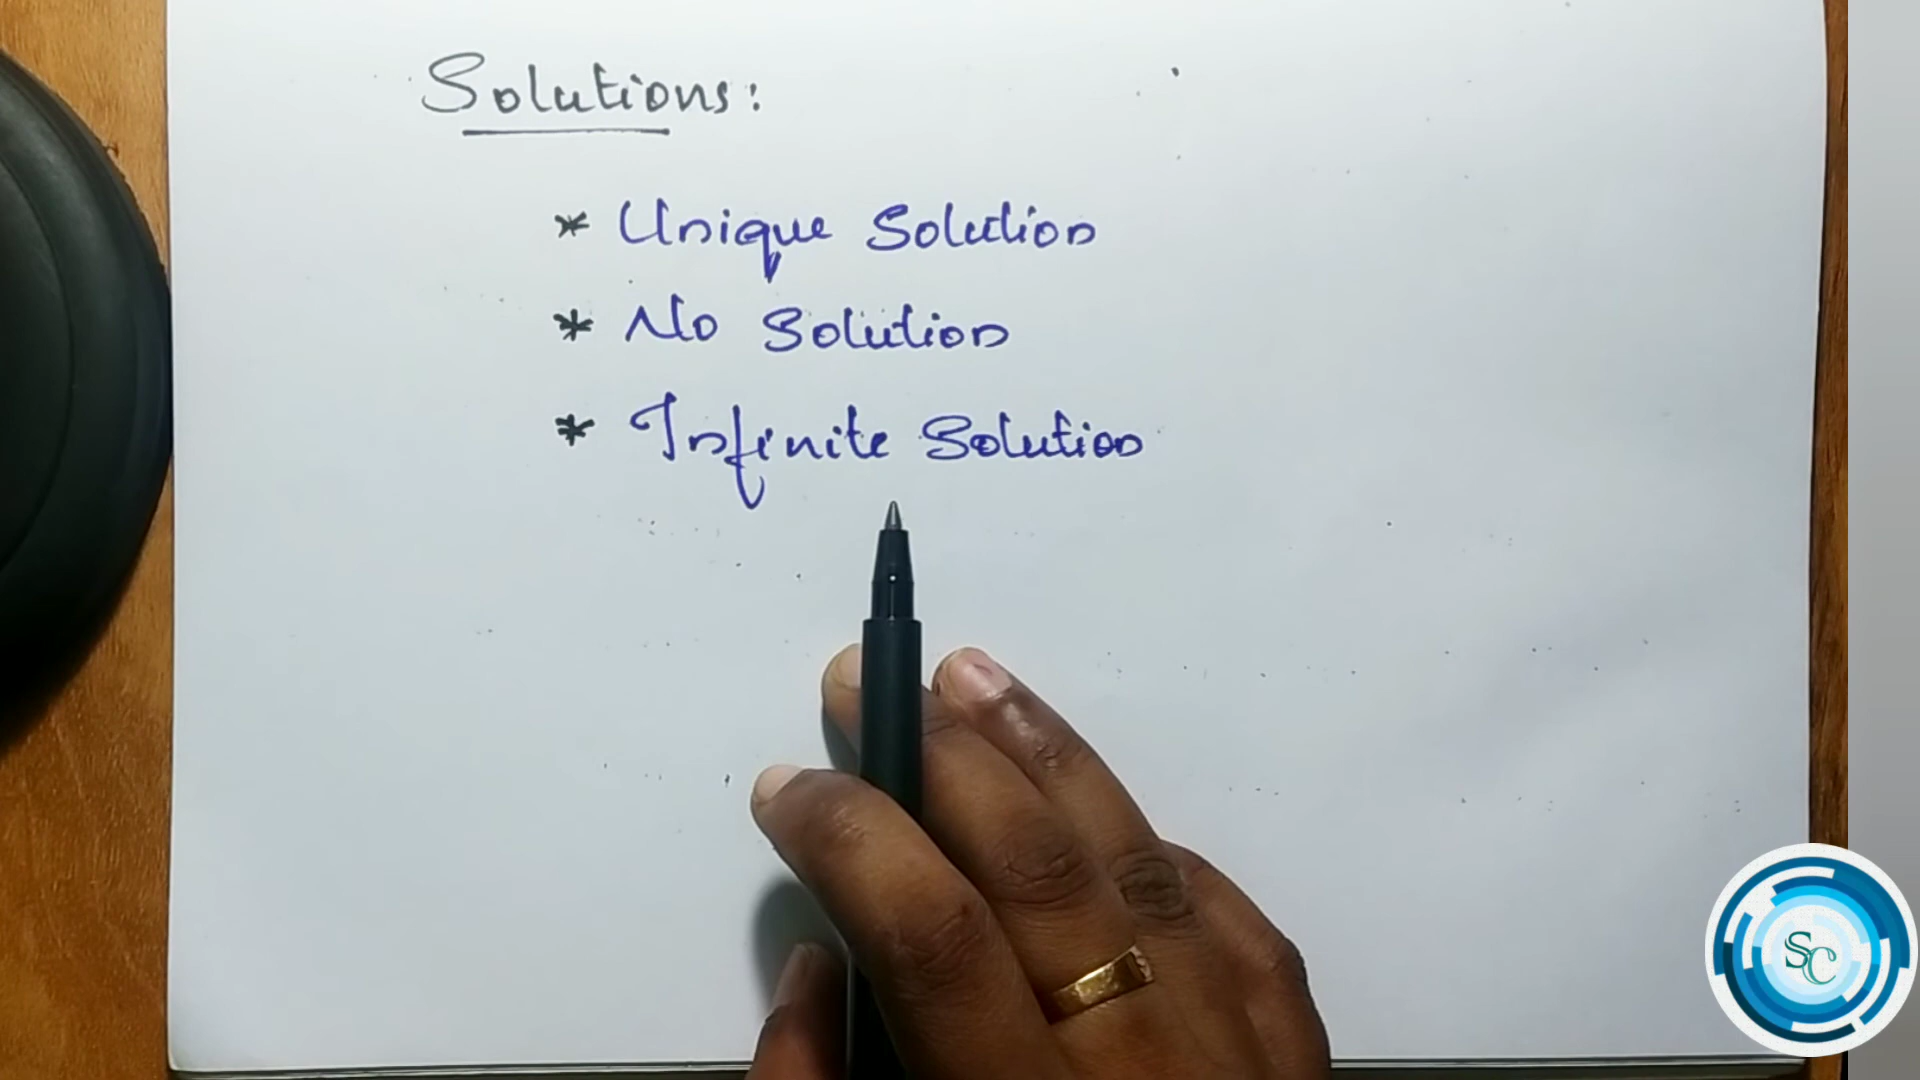 Solutions:
* Unique Solution
* No Solution
* Infinite Solution
SC